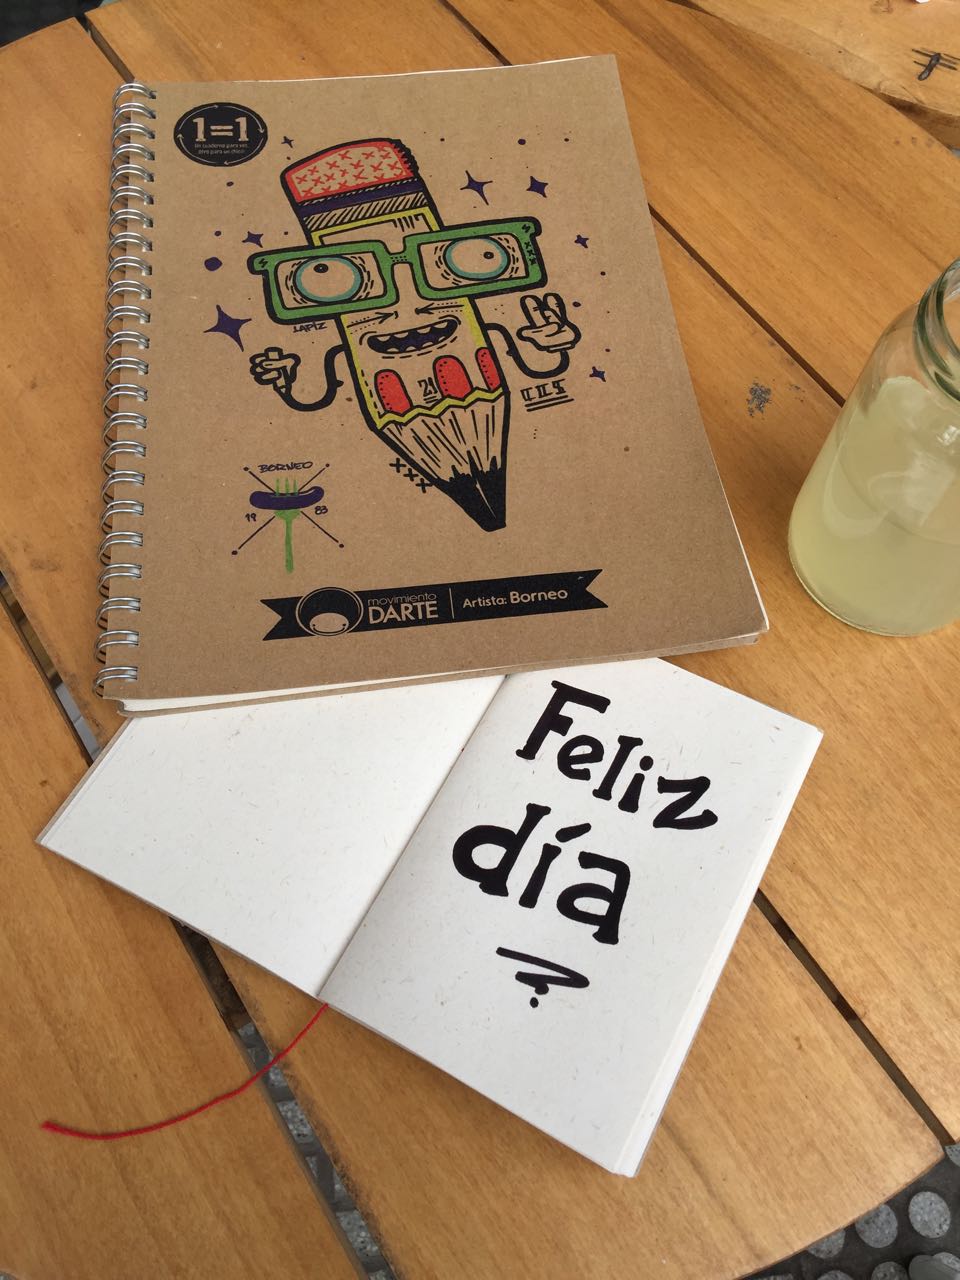 1=1
Un cuaderno para vos,
otro para un chico
LAPIZ
21
BORNEO
19 83
movimiento
DARTE
Artista: Borneo
Feliz
día